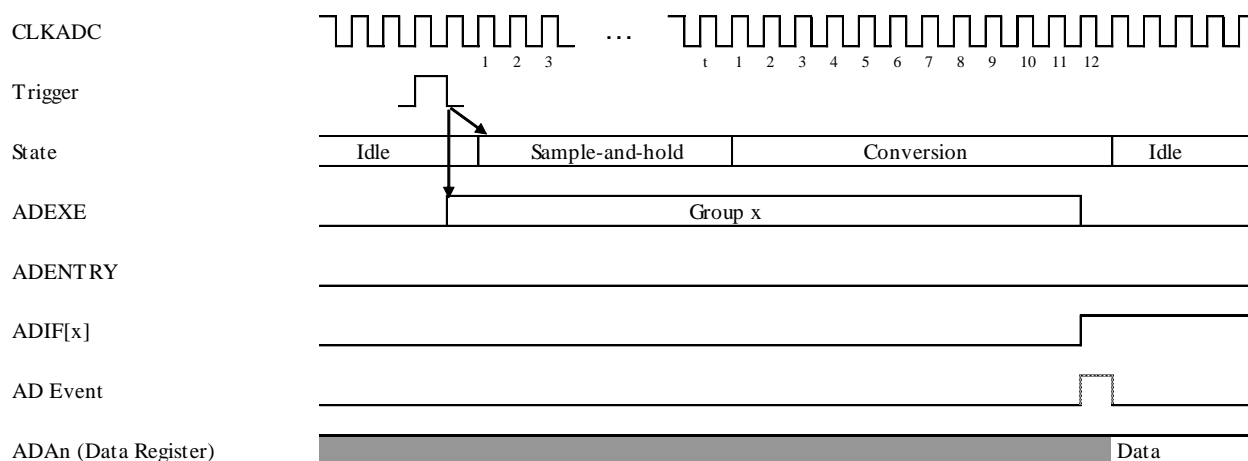 CLKADC
...
1 2 3 t 1 2 3 4 5 6 7 8 9 10 11 12
Trigger
State Idle Sample-and-hold Conversion Idle
ADEXE Group x
ADENTRY
ADIF[x]
AD Event
ADAn (Data Register) Data